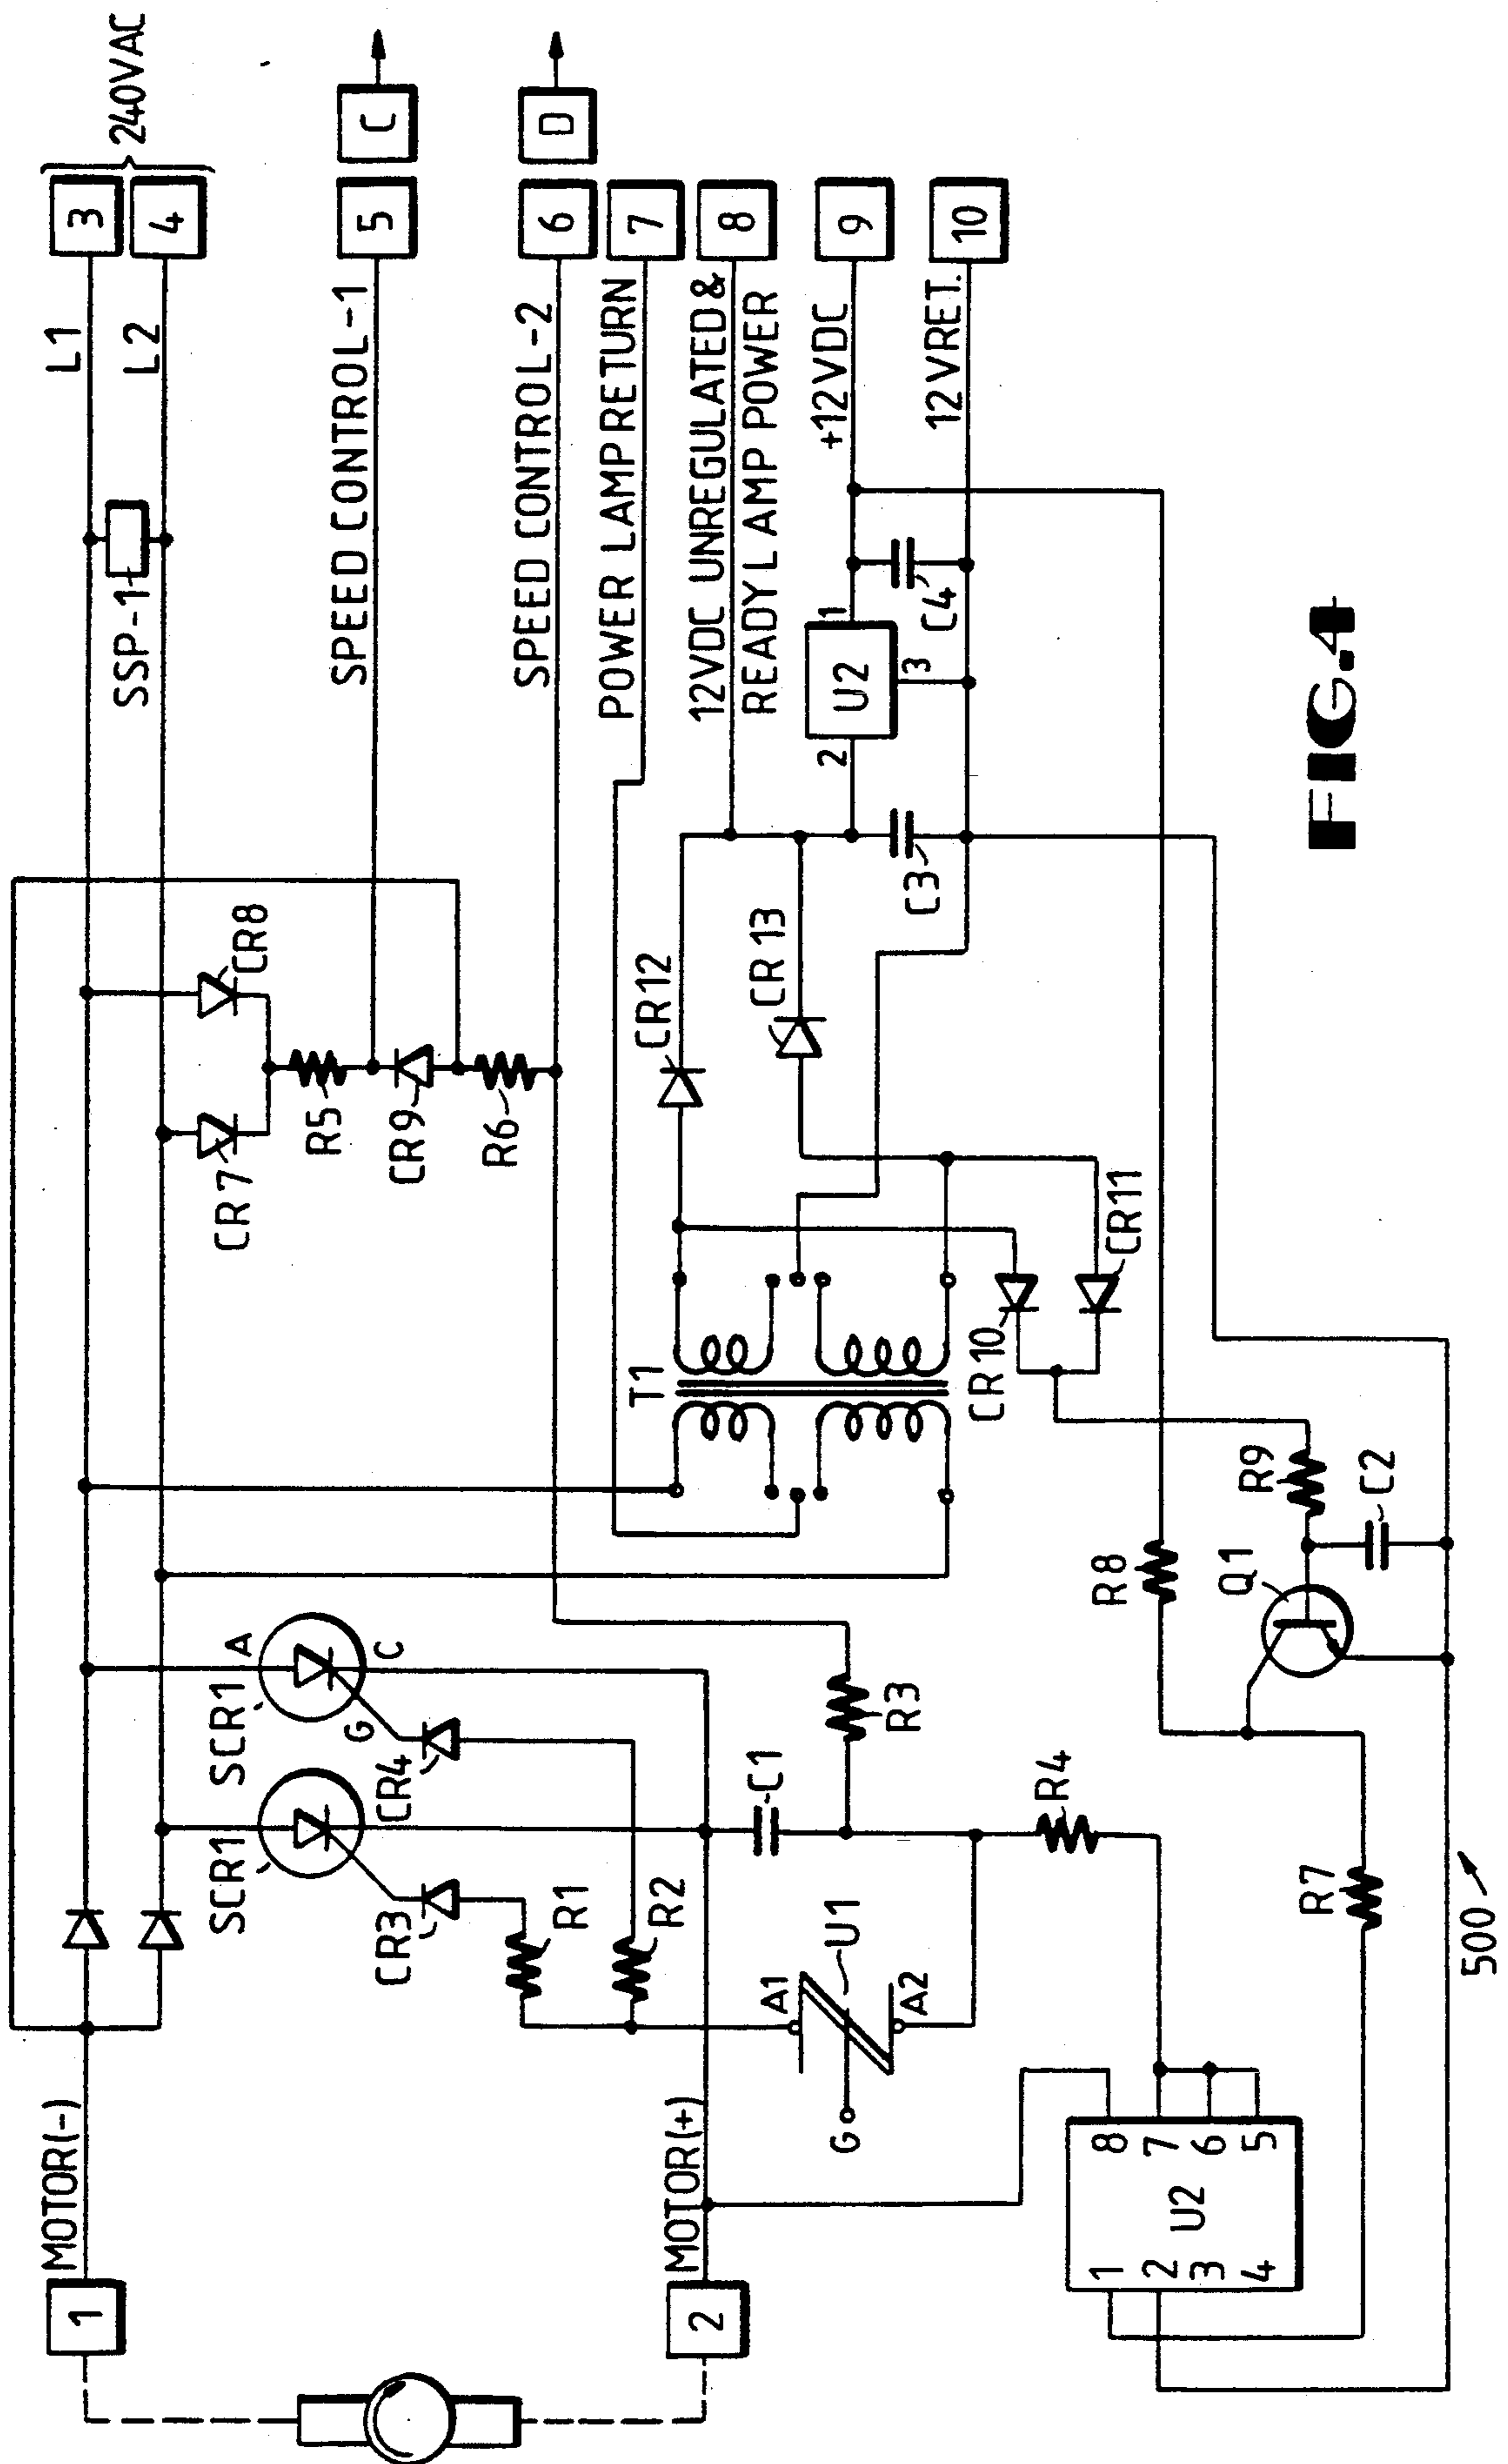 240VAC
L1
3
L2
4
SSP-1
CR8
CR7
R5
CR9
R6
SPEED CONTROL-1
5
C
SPEED CONTROL-2
6
D
POWER LAMP RETURN
7
12VDC UNREGULATED &
READY LAMP POWER
8
+12VDC
9
12VRET.
10
MOTOR(-)
1
MOTOR(+)
2
SCR1
SCR1
A
C
G
CR3
CR4
R1
R2
C1
R3
A1
U1
A2
G
R4
T1
CR12
CR13
CR10
CR11
C3
2
U2
1
3
C4
R8
R9
Q1
C2
R7
1
2
3
4
U2
8
7
6
5
500
FIG.4